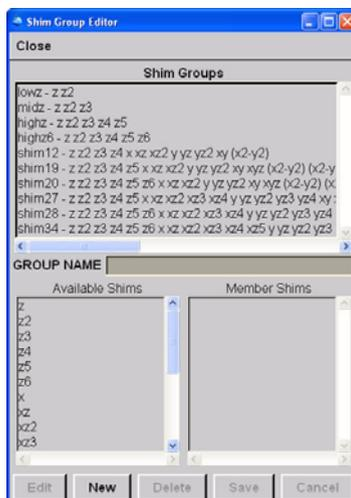 Shim Group Editor
Close
Shim Groups
lowz - z z2
midz - z z2 z3
highz - z z2 z3 z4 z5
highz6 - z z2 z3 z4 z5 z6
shim12 - z z2 z3 z4 x xz xz2 y yz yz2 xy (x2-y2)
shim19 - z z2 z3 z4 z5 x xz xz2 y yz yz2 xy xyz (x2-y2) (x2-y
shim20 - z z2 z3 z4 z5 z6 x xz xz2 y yz yz2 xy xyz (x2-y2) (x
shim27 - z z2 z3 z4 z5 x xz xz2 xz3 xz4 y yz yz2 yz3 yz4 xy
shim28 - z z2 z3 z4 z5 z6 x xz xz2 xz3 xz4 y yz yz2 yz3 yz4
shim34 - z z2 z3 z4 z5 z6 x xz xz2 xz3 xz4 xz5 y yz yz2 yz3
GROUP NAME
Available Shims
Member Shims
z
z2
z3
z4
z5
z6
x
xz
xz2
xz3
Edit New Delete Save Cancel